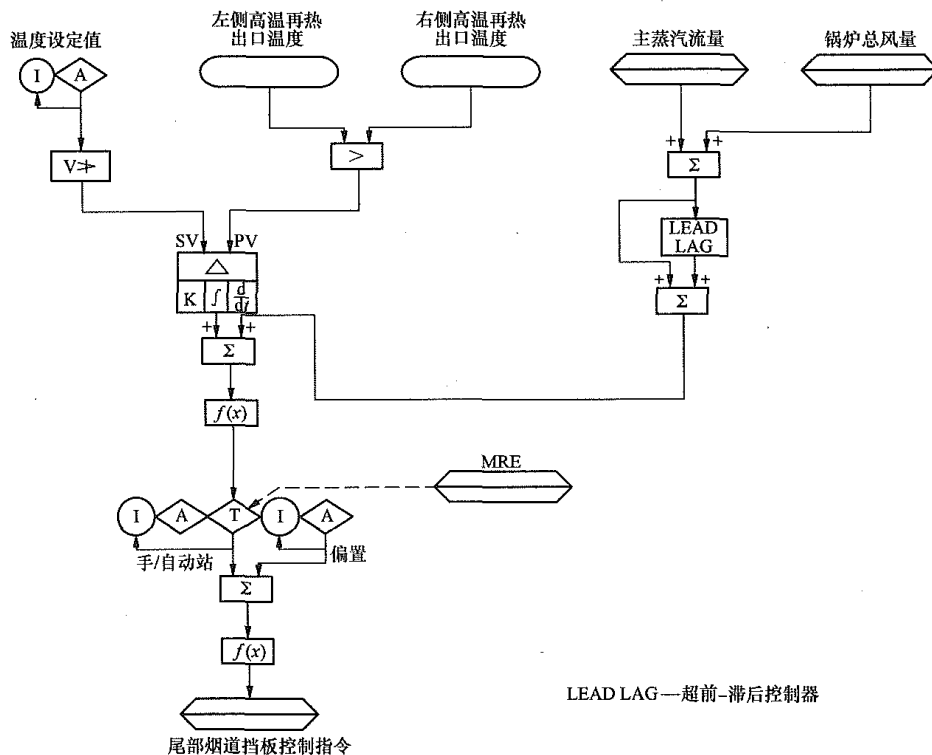 温度设定值
左侧高温再热
出口温度
右侧高温再热
出口温度
主蒸汽流量
锅炉总风量
I
A
V≯
>
+
+
Σ
LEAD
LAG
+
+
Σ
SV
PV
△
K
∫
d/dt
+
+
Σ
f(x)
MRE
I
A
T
I
A
手/自动站
偏置
Σ
f(x)
LEAD LAG—超前-滞后控制器
尾部烟道挡板控制指令